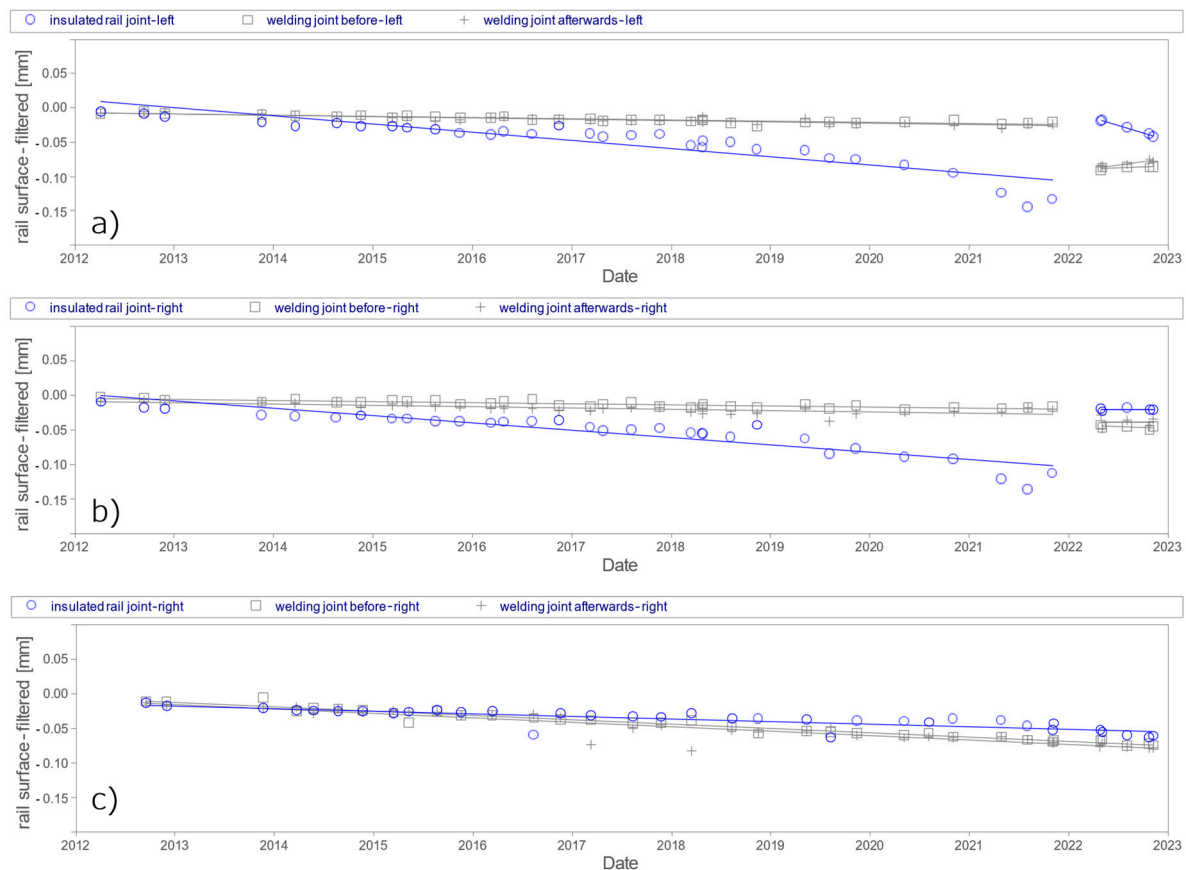 insulated rail joint-left welding joint before-left welding joint afterwards-left
rail surface-filtered [mm]
0.05
0.00
-0.05
-0.10
-0.15
a)
2012 2013 2014 2015 2016 2017 2018 2019 2020 2021 2022 2023
Date
insulated rail joint-right welding joint before-right welding joint afterwards-right
rail surface-filtered [mm]
0.05
0.00
-0.05
-0.10
-0.15
b)
2012 2013 2014 2015 2016 2017 2018 2019 2020 2021 2022 2023
Date
insulated rail joint-right welding joint before-right welding joint afterwards-right
rail surface-filtered [mm]
0.05
0.00
-0.05
-0.10
-0.15
c)
2012 2013 2014 2015 2016 2017 2018 2019 2020 2021 2022 2023
Date